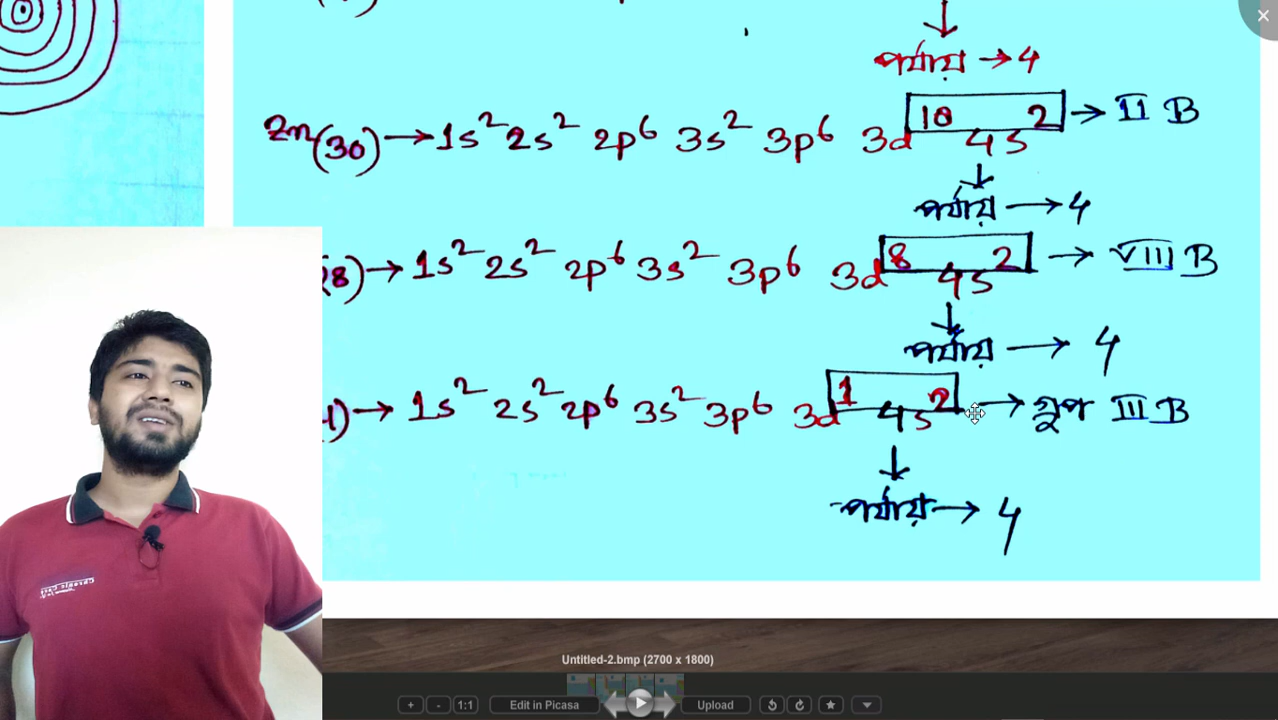 পর্যায় → 4
Zn(30) → 1s² 2s² 2p⁶ 3s² 3p⁶ 3d¹⁰ 4s² → II B
পর্যায় → 4
8) → 1s² 2s² 2p⁶ 3s² 3p⁶ 3d⁸ 4s² → VIII B
পর্যায় → 4
1) → 1s² 2s² 2p⁶ 3s² 3p⁶ 3d¹ 4s² → গ্রুপ III B
পর্যায় → 4
Untitled-2.bmp (2700 x 1800)
+ - 1:1 Edit in Picasa Upload